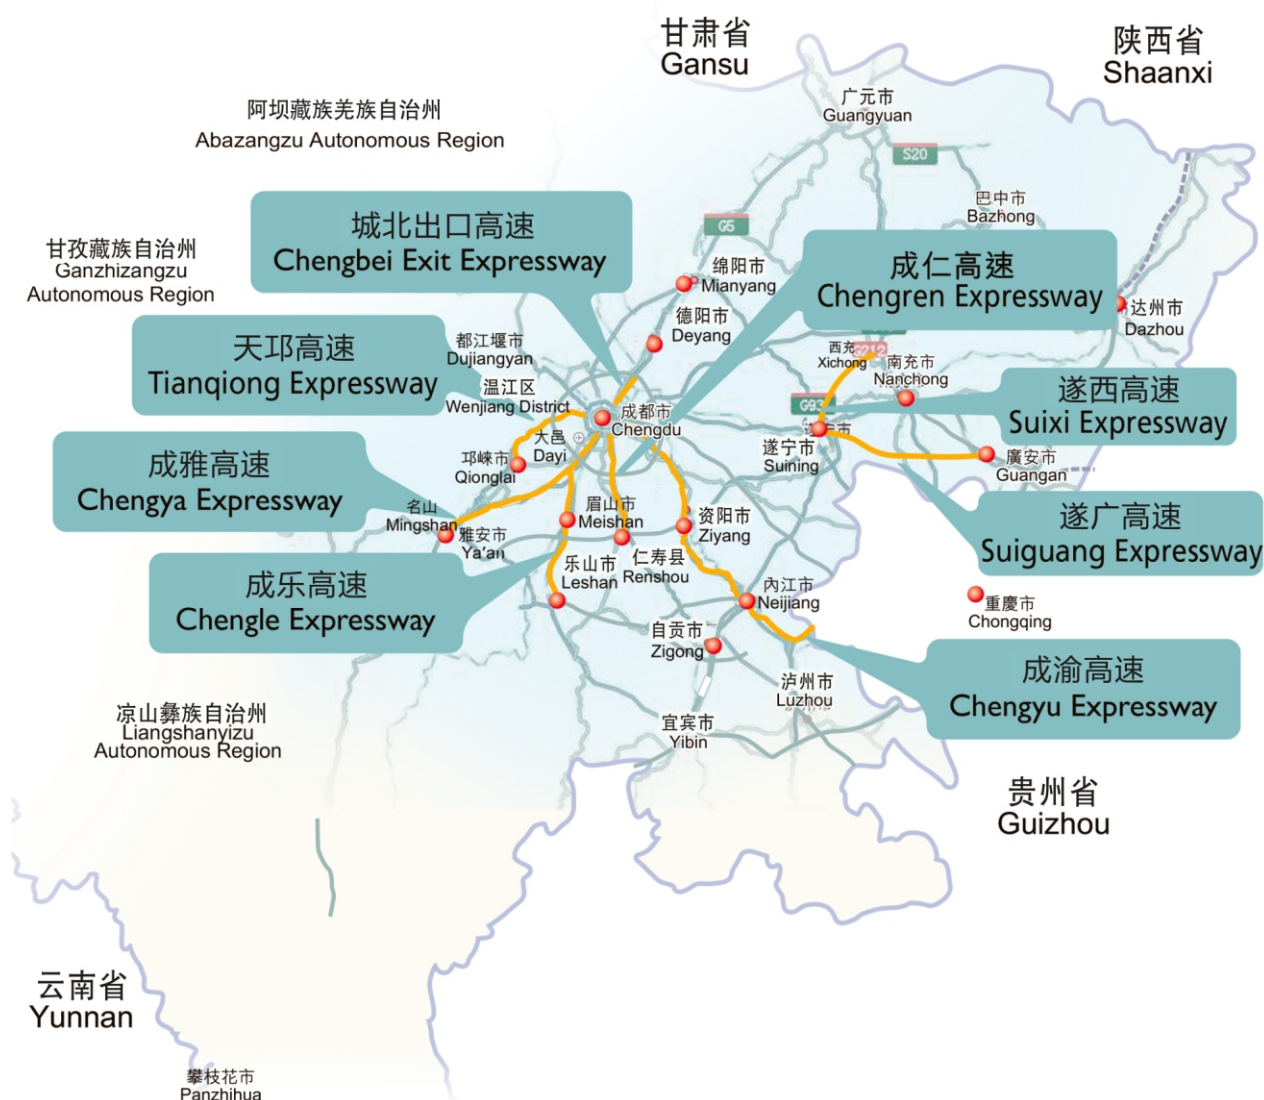 甘肃省
Gansu
陕西省
Shaanxi
广元市
Guangyuan
阿坝藏族羌族自治州
Abazangzu Autonomous Region
S20
巴中市
Bazhong
城北出口高速
Chengbei Exit Expressway
G5
甘孜藏族自治州
Ganzhizangzu
Autonomous Region
绵阳市
Mianyang
成仁高速
Chengren Expressway
达州市
Dazhou
德阳市
Deyang
天邛高速
Tianqiong Expressway
都江堰市
Dujiangyan
西充
Xichong
G212
南充市
Nanchong
温江区
Wenjiang District
G93
遂西高速
Suixi Expressway
成都市
Chengdu
大邑
Dayi
遂宁市
Suining
邛崃市
Qionglai
廣安市
Guangan
成雅高速
Chengya Expressway
名山
Mingshan
眉山市
Meishan
资阳市
Ziyang
遂广高速
Suiguang Expressway
雅安市
Ya'an
乐山市
Leshan
仁寿县
Renshou
成乐高速
Chengle Expressway
内江市
Neijiang
重慶市
Chongqing
自贡市
Zigong
成渝高速
Chengyu Expressway
泸州市
Luzhou
宜宾市
Yibin
凉山彝族自治州
Liangshanyizu
Autonomous Region
贵州省
Guizhou
云南省
Yunnan
攀枝花市
Panzhihua